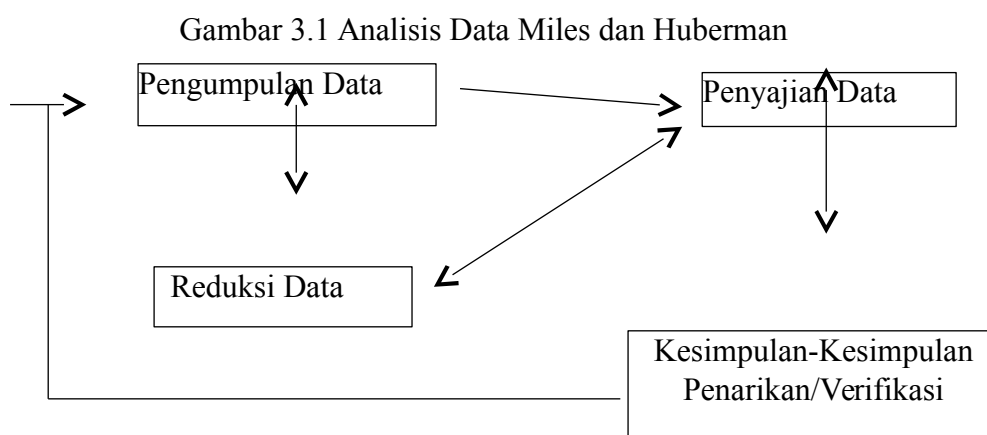 Gambar 3.1 Analisis Data Miles dan Huberman
Pengumpulan Data
Penyajian Data
Reduksi Data
Kesimpulan-Kesimpulan
Penarikan/Verifikasi